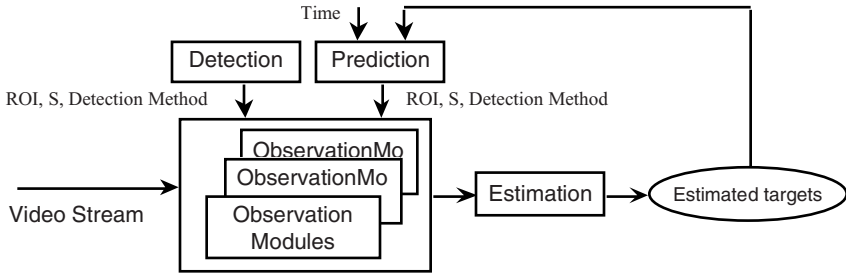 Time
Detection
Prediction
ROI, S, Detection Method
ROI, S, Detection Method
ObservationMo
ObservationMo
Observation
Modules
Estimation
Estimated targets
Video Stream